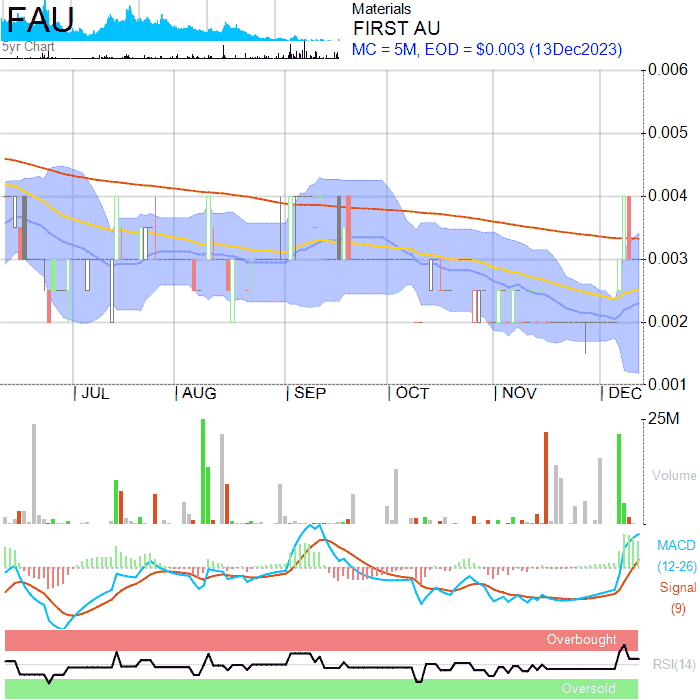 FAU
5yr Chart
Materials
FIRST AU
MC = 5M, EOD = $0.003 (13Dec2023)
0.006
0.005
0.004
0.003
0.002
0.001
JUL AUG SEP OCT NOV DEC
25M
Volume
MACD
(12-26)
Signal
(9)
Overbought
RSI(14)
Oversold